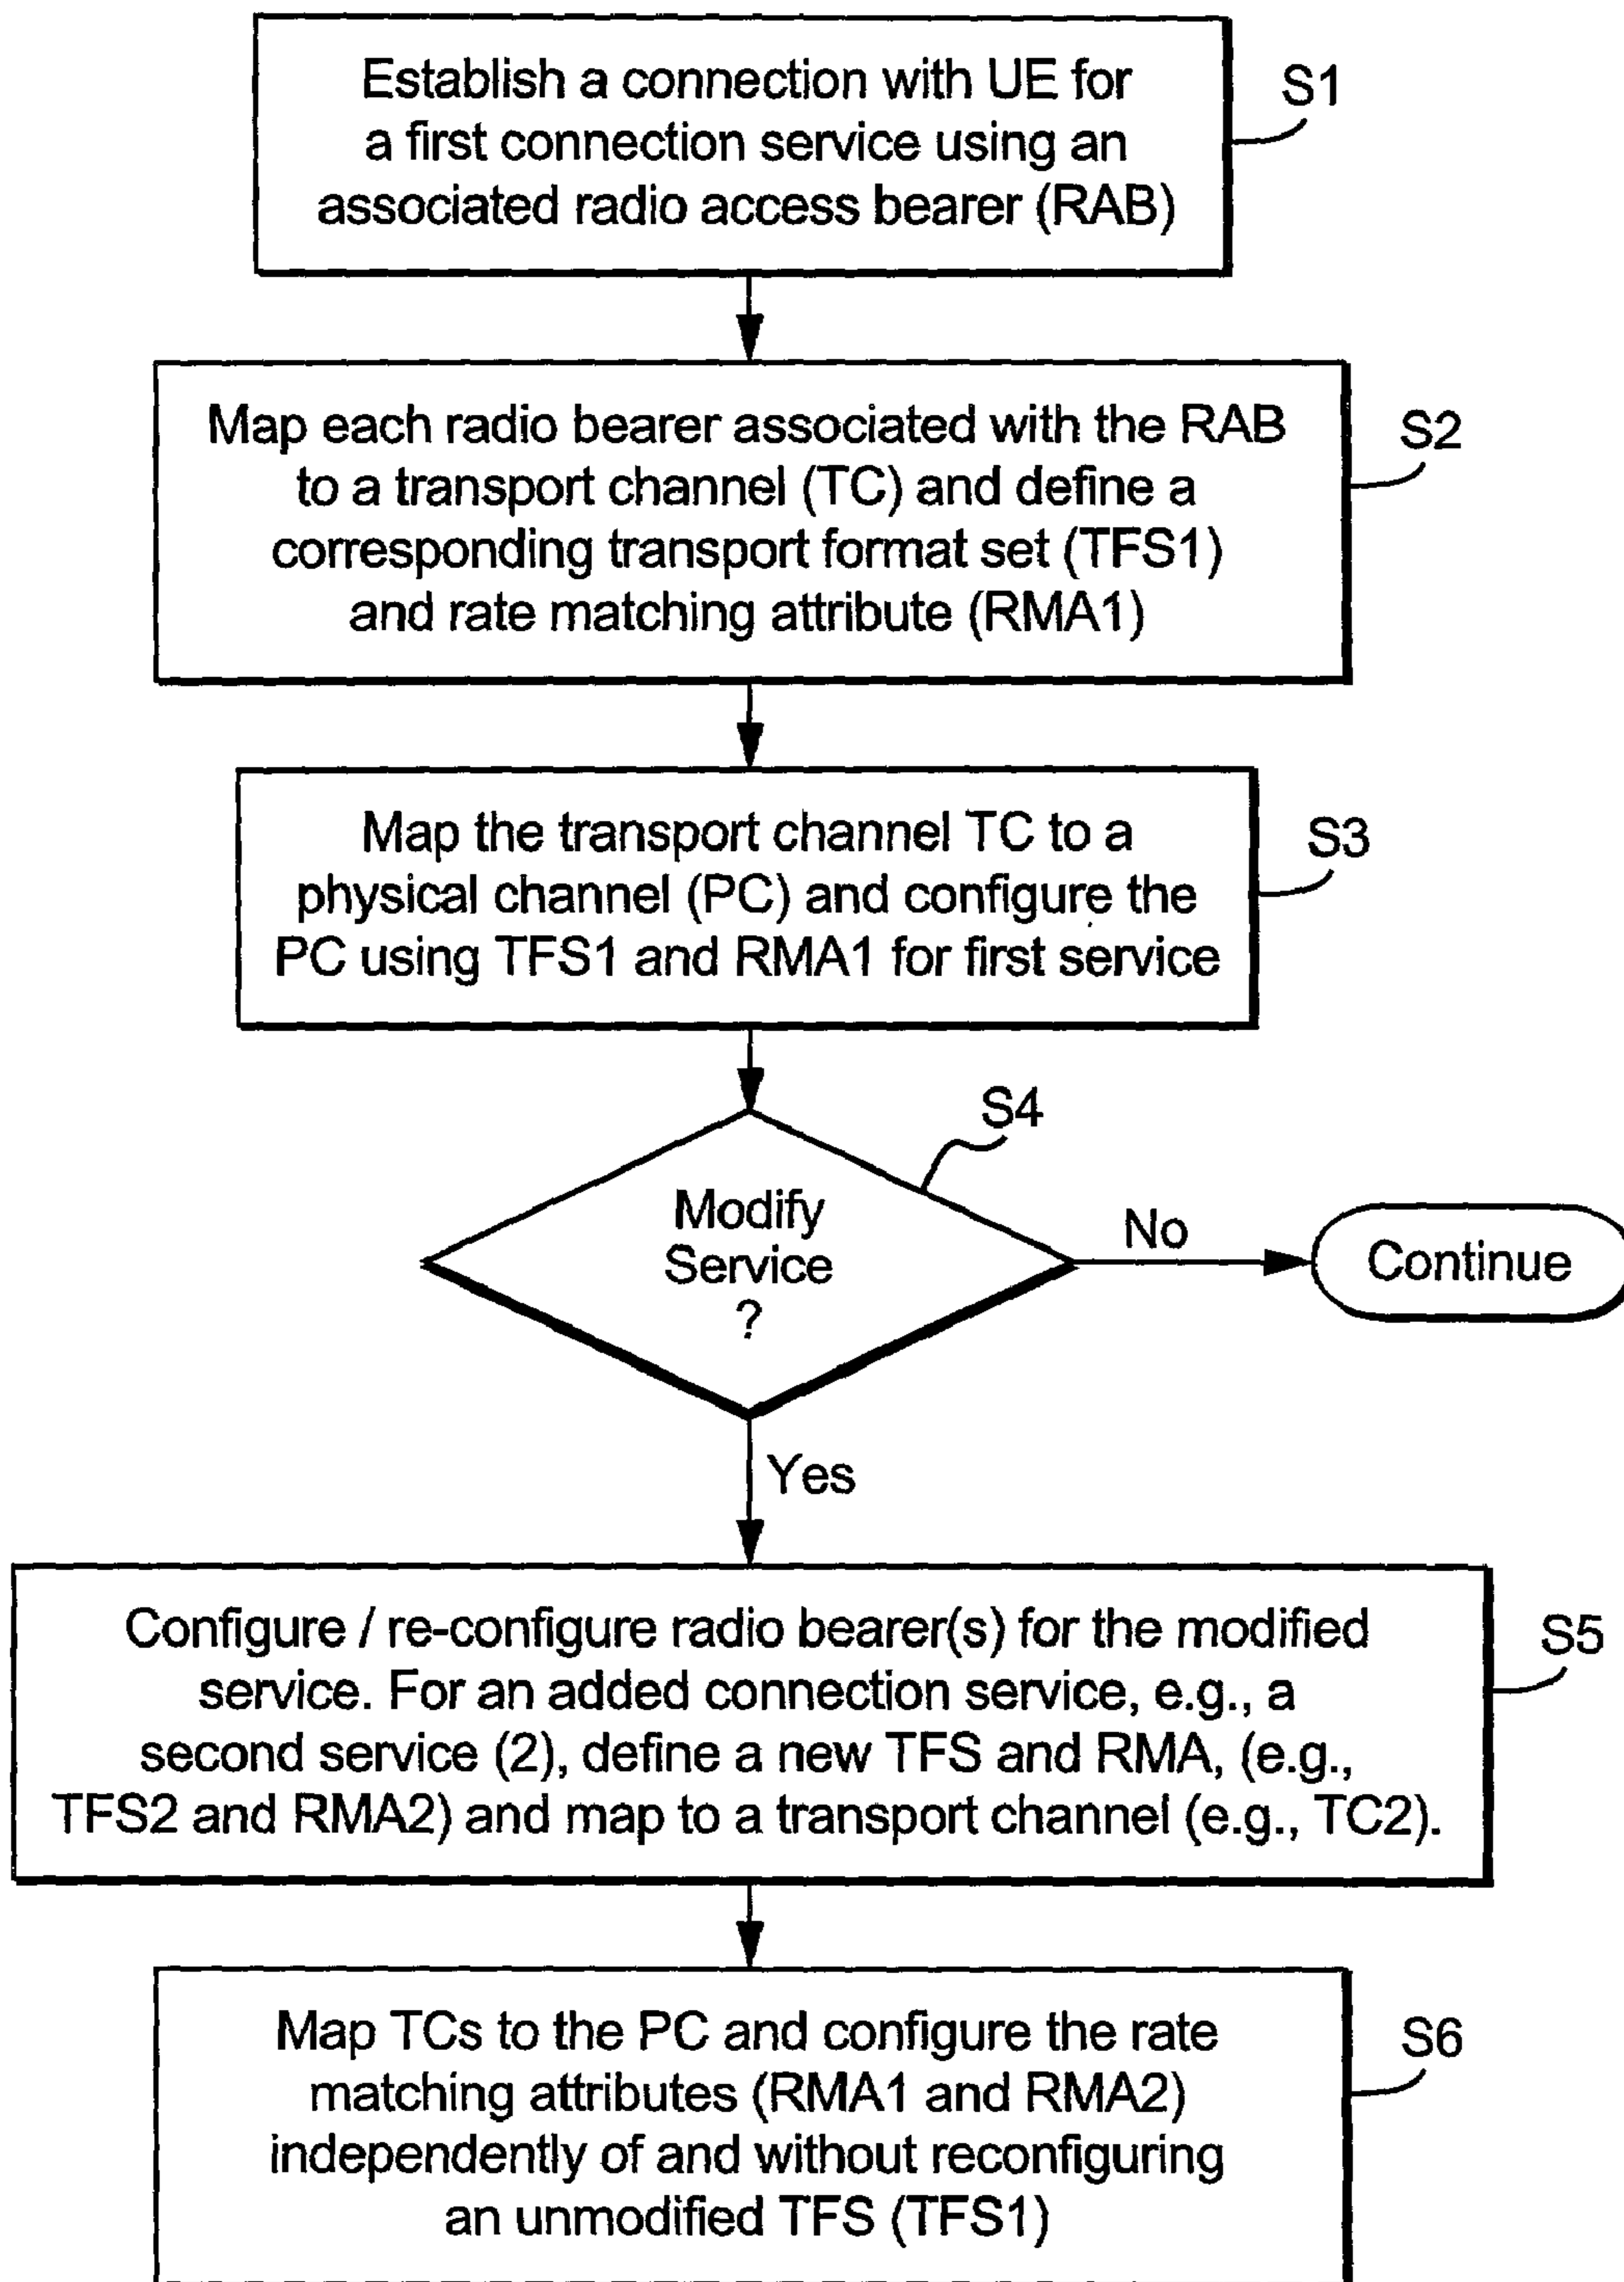 Establish a connection with UE for
a first connection service using an
associated radio access bearer (RAB)
S1
Map each radio bearer associated with the RAB
to a transport channel (TC) and define a
corresponding transport format set (TFS1)
and rate matching attribute (RMA1)
S2
Map the transport channel TC to a
physical channel (PC) and configure the
PC using TFS1 and RMA1 for first service
S3
S4
Modify
Service
?
No
Continue
Yes
Configure / re-configure radio bearer(s) for the modified
service. For an added connection service, e.g., a
second service (2), define a new TFS and RMA, (e.g.,
TFS2 and RMA2) and map to a transport channel (e.g., TC2).
S5
Map TCs to the PC and configure the rate
matching attributes (RMA1 and RMA2)
independently of and without reconfiguring
an unmodified TFS (TFS1)
S6